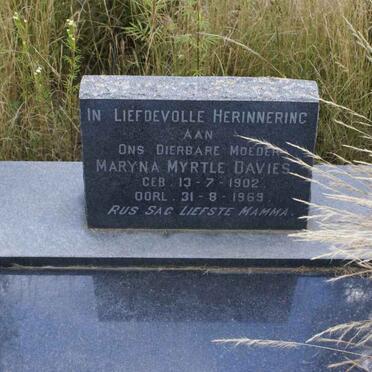 IN LIEFDEVOLLE HERINNERING
AAN
ONS DIERBARE MOEDER
MARYNA MYRTLE DAVIES
GEB. 13-7-1902
OORL. 31-8-1969
RUS SAG LIEFSTE MAMMA.